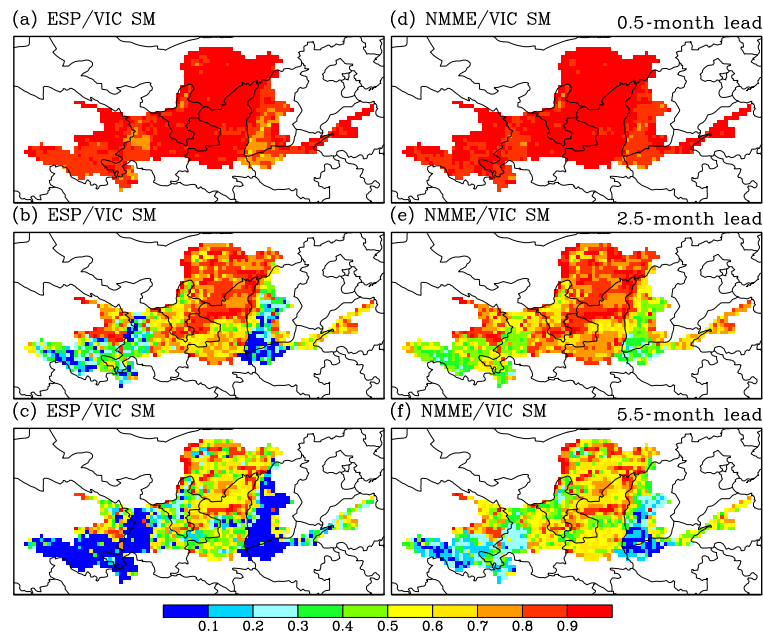 (a) ESP/VIC SM
(d) NMME/VIC SM
0.5-month lead
(b) ESP/VIC SM
(e) NMME/VIC SM
2.5-month lead
(c) ESP/VIC SM
(f) NMME/VIC SM
5.5-month lead
0.1 0.2 0.3 0.4 0.5 0.6 0.7 0.8 0.9